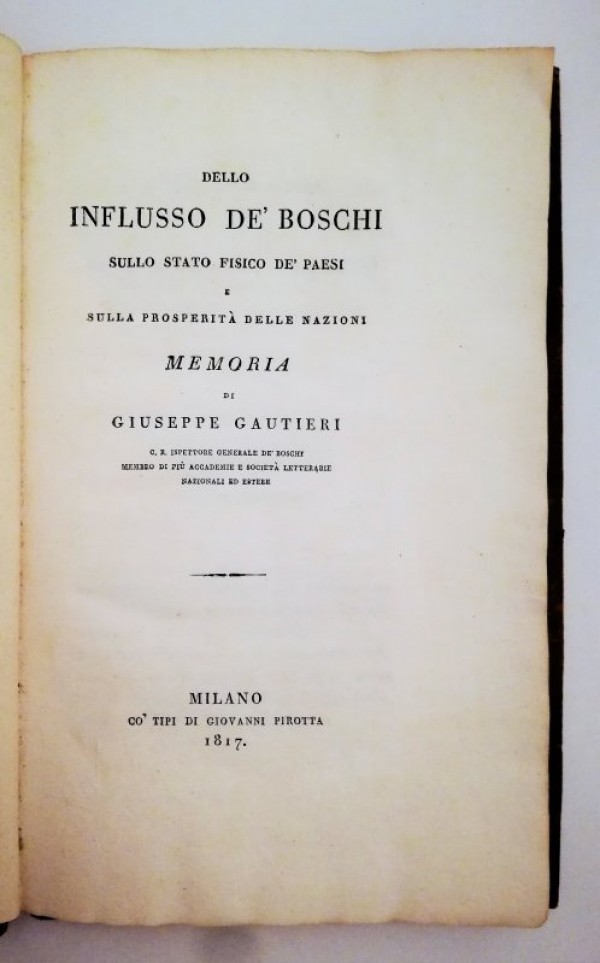 DELLO
INFLUSSO DE' BOSCHI
SULLO STATO FISICO DE' PAESI
E
SULLA PROSPERITÀ DELLE NAZIONI
MEMORIA
DI
GIUSEPPE GAUTIERI
C. R. ISPETTORE GENERALE DE' BOSCHI
MEMBRO DI PIÙ ACCADEMIE E SOCIETÀ LETTERARIE
NAZIONALI ED ESTERE
MILANO
CO' TIPI DI GIOVANNI PIROTTA
1817.